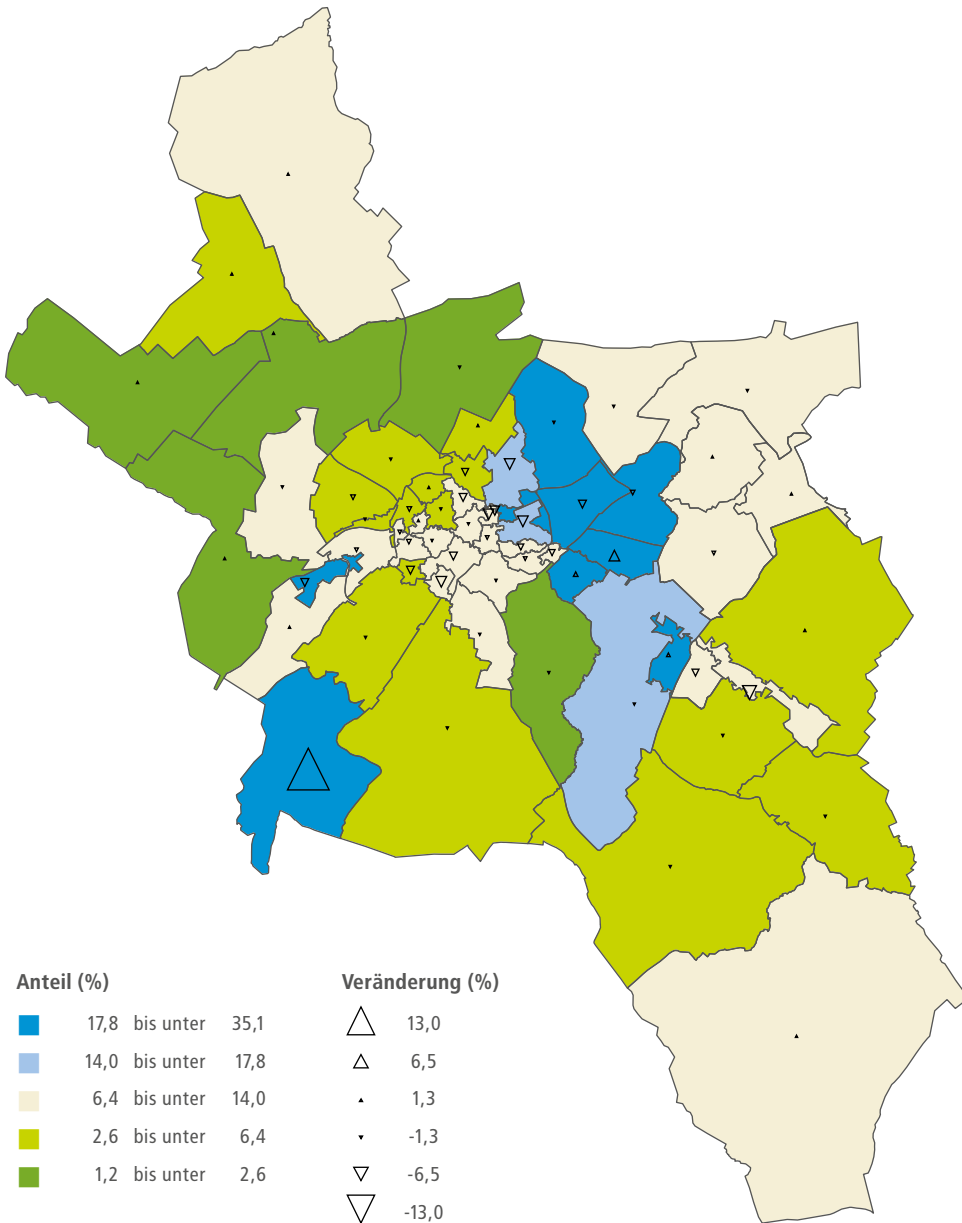 Anteil (%)
17,8 bis unter 35,1
14,0 bis unter 17,8
6,4 bis unter 14,0
2,6 bis unter 6,4
1,2 bis unter 2,6
Veränderung (%)
13,0
6,5
1,3
-1,3
-6,5
-13,0